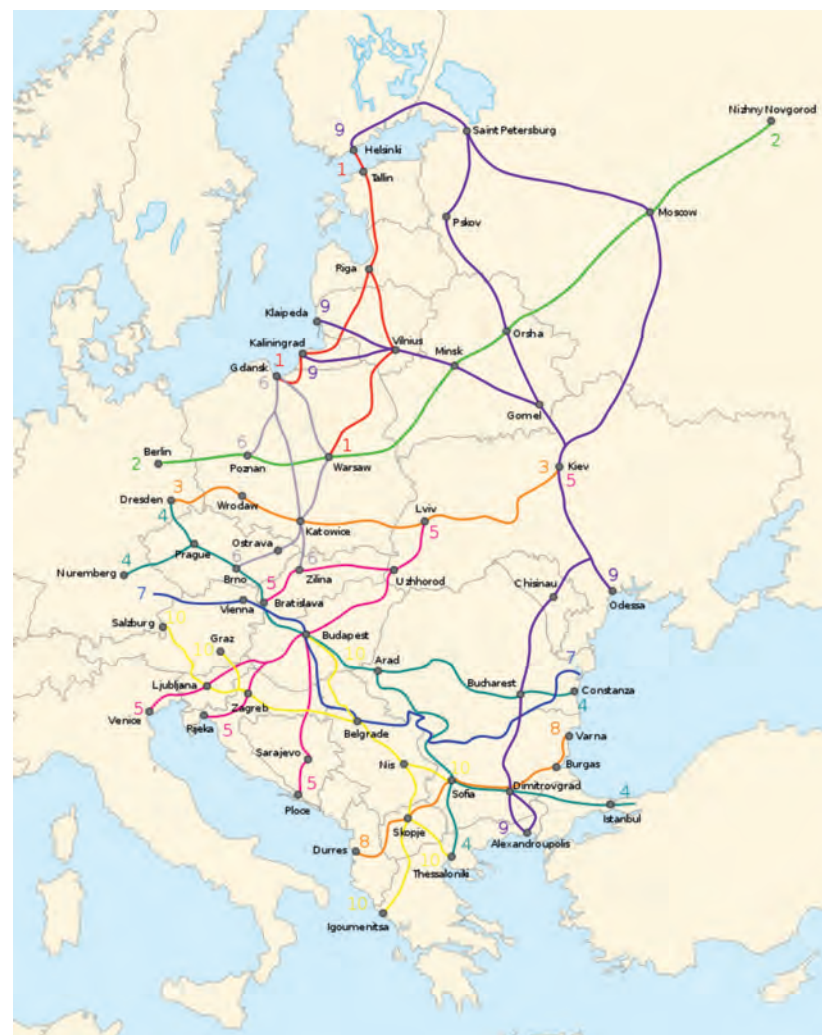 Nizhny Novgorod
2
9
Helsinki
Saint Petersburg
1
Tallin
Pskov
Moscow
Riga
Klaipeda
9
Kaliningrad
Vilnius
Orsha
Minsk
1
Gdansk
9
6
Gomel
6
1
Berlin
2
Poznan
Warsaw
3
Kiev
5
Dresden
3
4
Wrodaw
Lviv
5
Katowice
Prague
Ostrava
Nuremberg
4
6
Brno
6
Zilina
5
Uzhhorod
Chisinau
9
Odessa
7
Vienna
Bratislava
Salzburg
10
Graz
10
Budapest
10
Arad
7
Ljubljana
Bucharest
Constanza
4
Zagreb
5
Venice
Rijeka
5
Belgrade
8
Varna
Sarajevo
Nis
10
Burgas
5
Ploce
Sofia
Dimitrovgrad
4
Istanbul
Skopje
9
Alexandroupolis
8
Durres
10
4
Thessaloniki
10
Igoumenitsa